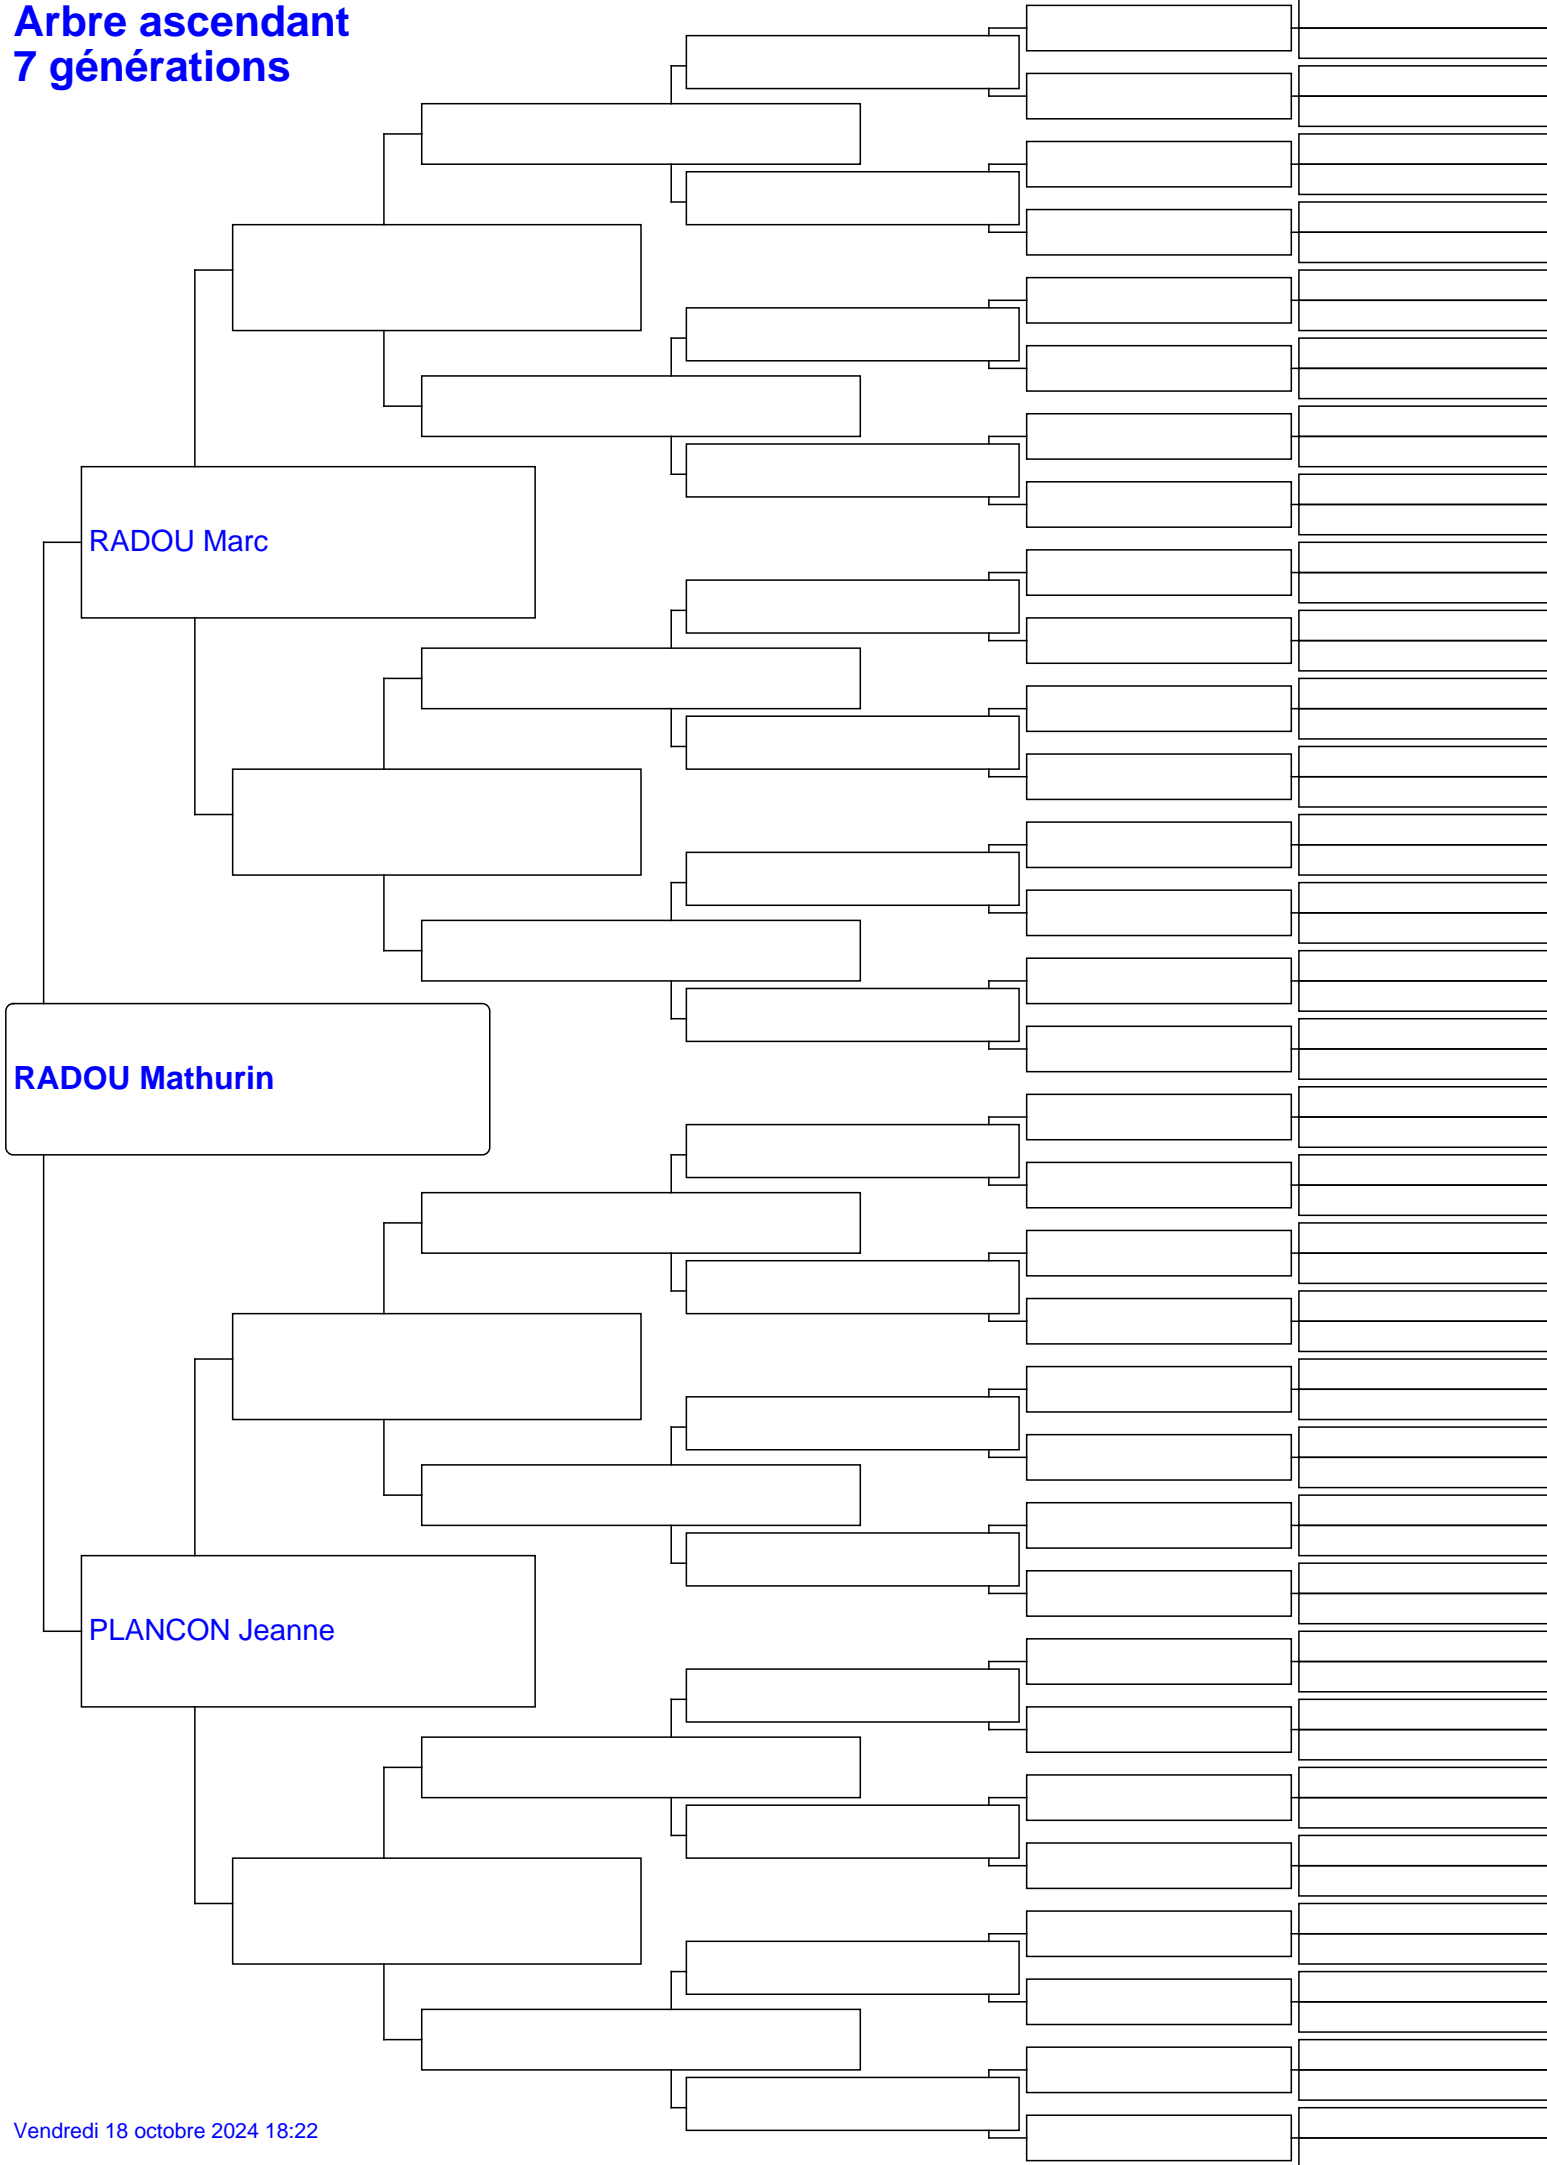 Arbre ascendant
7 générations
RADOU Marc
RADOU Mathurin
PLANCON Jeanne
Vendredi 18 octobre 2024 18:22